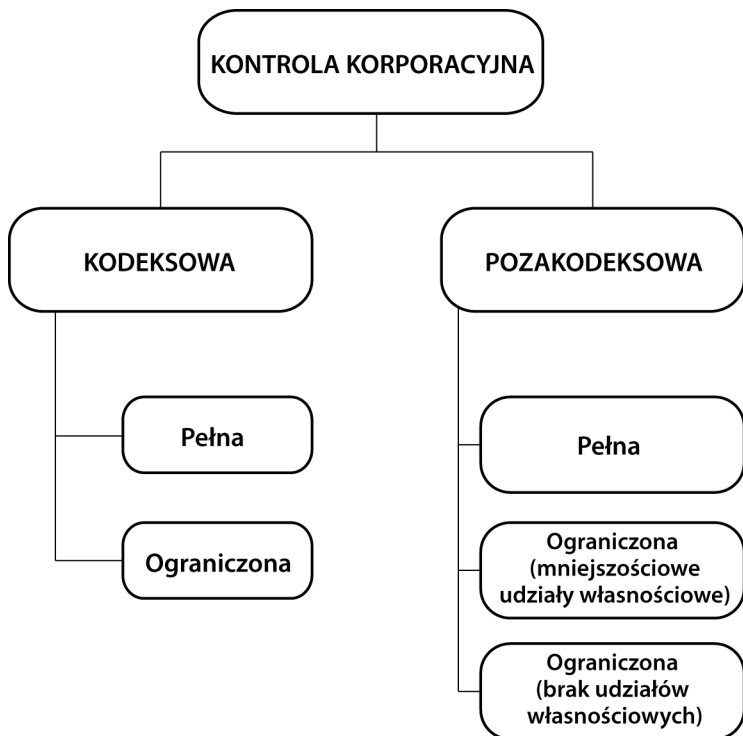 KONTROLA KORPORACYJNA
KODEKSOWA
POZAKODEKSOWA
Pełna
Ograniczona
Pełna
Ograniczona
(mniejszościowe
udziały własnościowe)
Ograniczona
(brak udziałów
własnościowych)